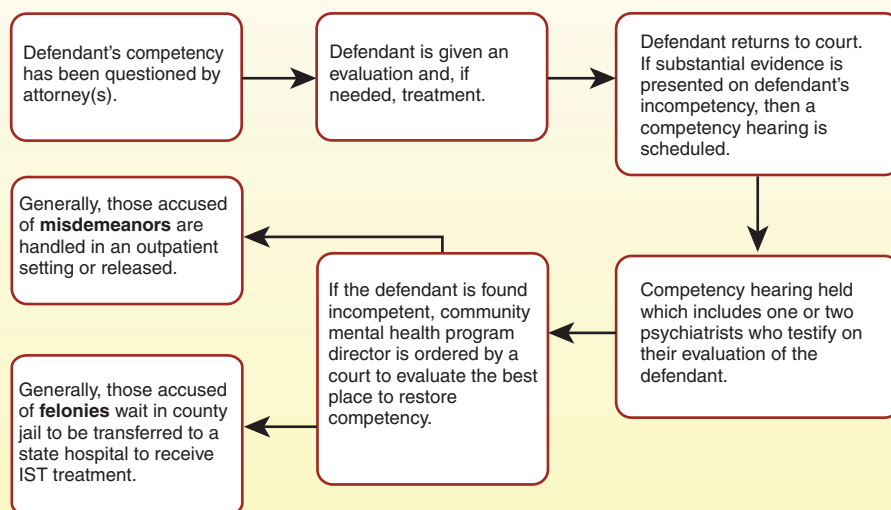 Defendant's competency
has been questioned by
attorney(s).
Defendant is given an
evaluation and, if
needed, treatment.
Defendant returns to court.
If substantial evidence is
presented on defendant's
incompetency, then a
competency hearing is
scheduled.
Competency hearing held
which includes one or two
psychiatrists who testify on
their evaluation of the
defendant.
If the defendant is found
incompetent, community
mental health program
director is ordered by a
court to evaluate the best
place to restore
competency.
Generally, those accused
of misdemeanors are
handled in an outpatient
setting or released.
Generally, those accused
of felonies wait in county
jail to be transferred to a
state hospital to receive
IST treatment.